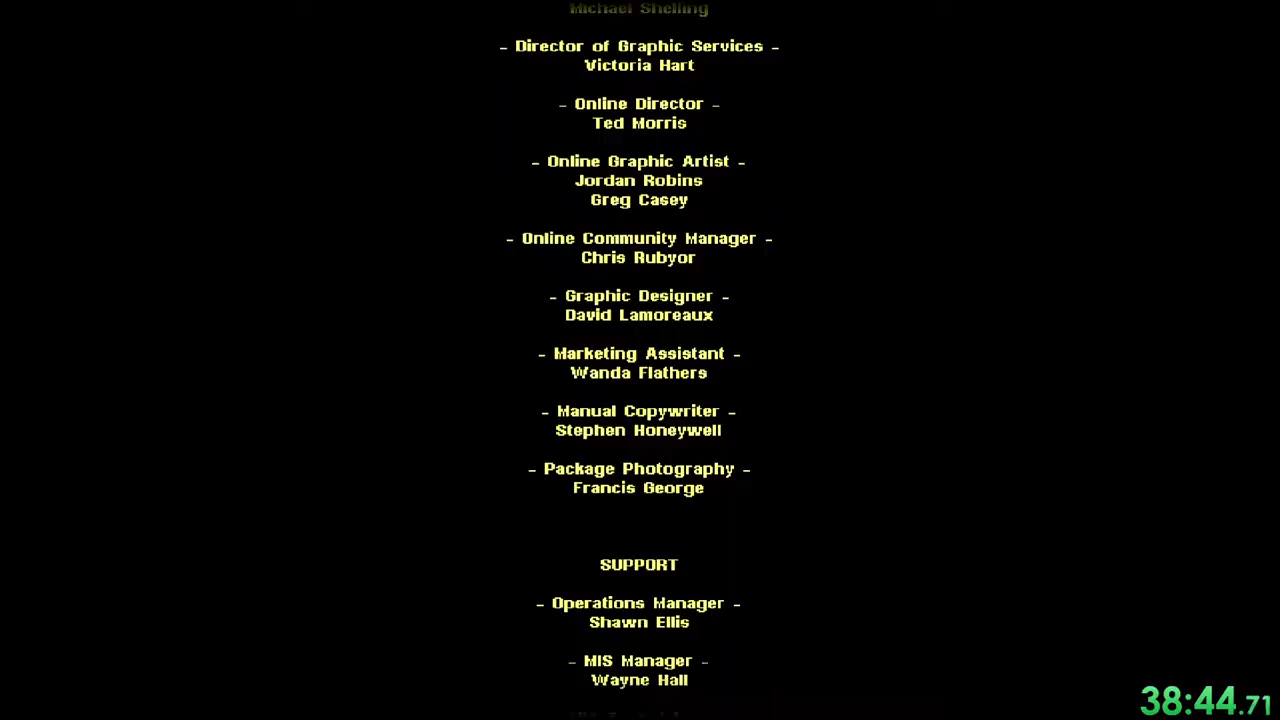 Michael Shelling
- Director of Graphic Services -
Victoria Hart
- Online Director -
Ted Morris
- Online Graphic Artist -
Jordan Robins
Greg Casey
- Online Community Manager -
Chris Rubyor
- Graphic Designer -
David Lamoreaux
- Marketing Assistant -
Wanda Flathers
- Manual Copywriter -
Stephen Honeywell
- Package Photography -
Francis George
SUPPORT
- Operations Manager -
Shawn Ellis
- MIS Manager -
Wayne Hall
38:44.71